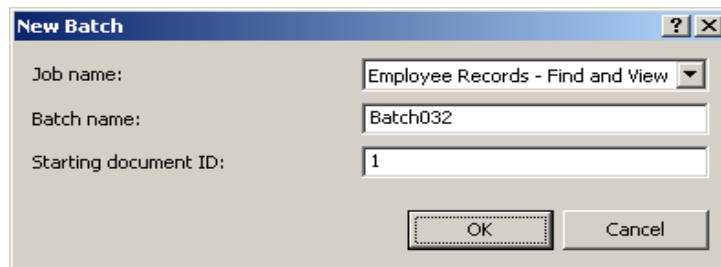 New Batch
Job name: Employee Records - Find and View
Batch name: Batch032
Starting document ID: 1
OK Cancel